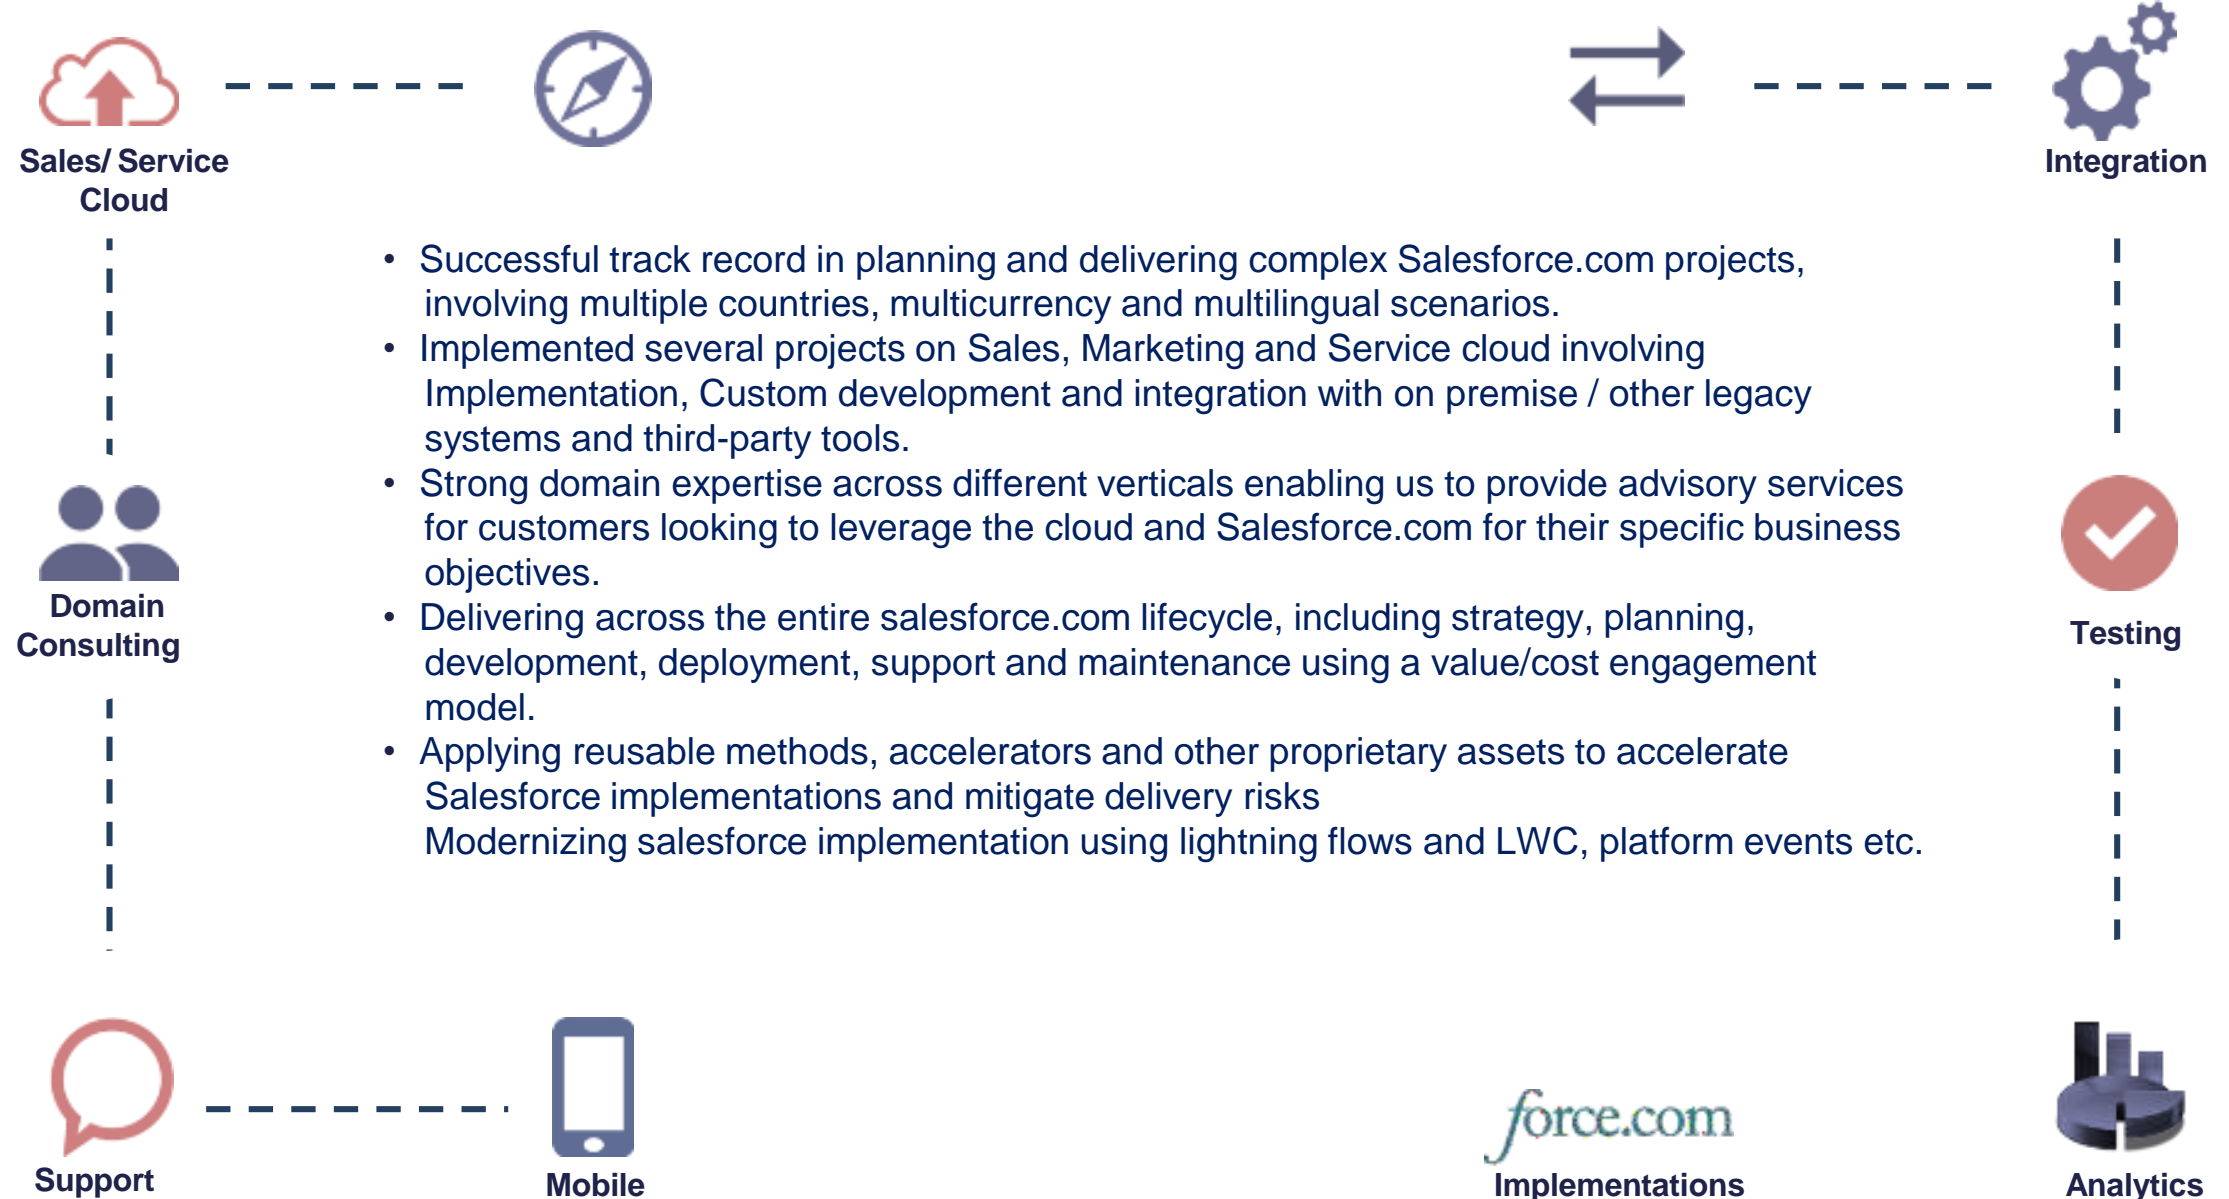 Sales/ Service
Cloud
Integration
• Successful track record in planning and delivering complex Salesforce.com projects,
involving multiple countries, multicurrency and multilingual scenarios.
• Implemented several projects on Sales, Marketing and Service cloud involving
Implementation, Custom development and integration with on premise / other legacy
systems and third-party tools.
• Strong domain expertise across different verticals enabling us to provide advisory services
for customers looking to leverage the cloud and Salesforce.com for their specific business
objectives.
• Delivering across the entire salesforce.com lifecycle, including strategy, planning,
development, deployment, support and maintenance using a value/cost engagement
model.
• Applying reusable methods, accelerators and other proprietary assets to accelerate
Salesforce implementations and mitigate delivery risks
Modernizing salesforce implementation using lightning flows and LWC, platform events etc.
Domain
Consulting
Testing
Support
Mobile
force.com
Implementations
Analytics